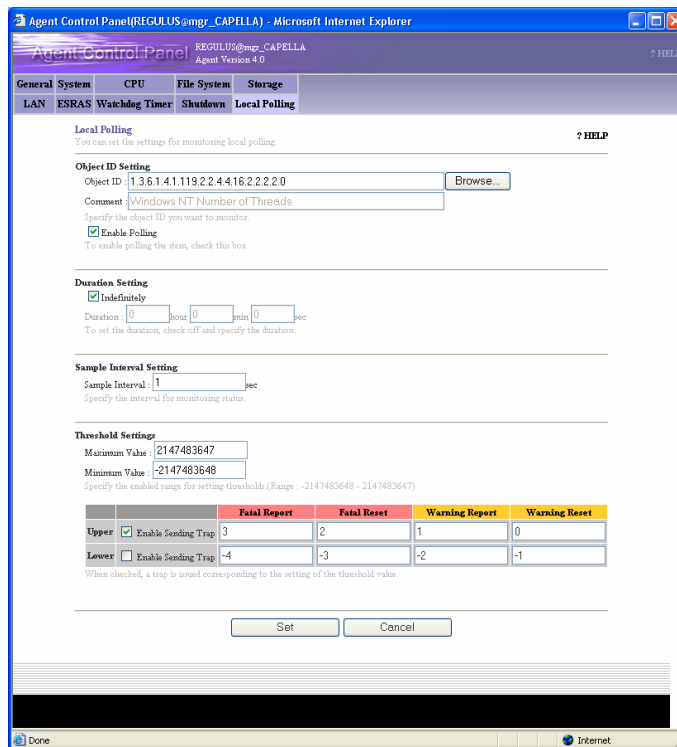 Agent Control Panel(REGULUS@mgr_CAPELLA) - Microsoft Internet Explorer
Agent Control Panel
REGULUS@mgr_CAPELLA
Agent Version 4.0
? HELP
General System CPU File System Storage
LAN ESRAS Watchdog Timer Shutdown Local Polling
Local Polling
You can set the settings for monitoring local polling.
? HELP
Object ID Setting
Object ID : 1.3.6.1.4.1.119.2.2.4.4.16.2.2.2.2.0 Browse...
Comment : Windows NT Number of Threads
Specify the object ID you want to monitor.
Enable Polling
To enable polling the item, check this box.
Duration Setting
Indefinitely
Duration : 0 hour 0 min 0 sec
To set the duration, check off and specify the duration.
Sample Interval Setting
Sample Interval : 1 sec
Specify the interval for monitoring status.
Threshold Settings
Maximum Value : 2147483647
Minimum Value : -2147483648
Specify the enabled range for setting thresholds.(Range : -2147483648 - 2147483647)
Fatal Report Fatal Reset Warning Report Warning Reset
Upper Enable Sending Trap 3 2 1 0
Lower Enable Sending Trap -4 -3 -2 -1
When checked, a trap is issued corresponding to the setting of the threshold value.
Set Cancel
Done Internet